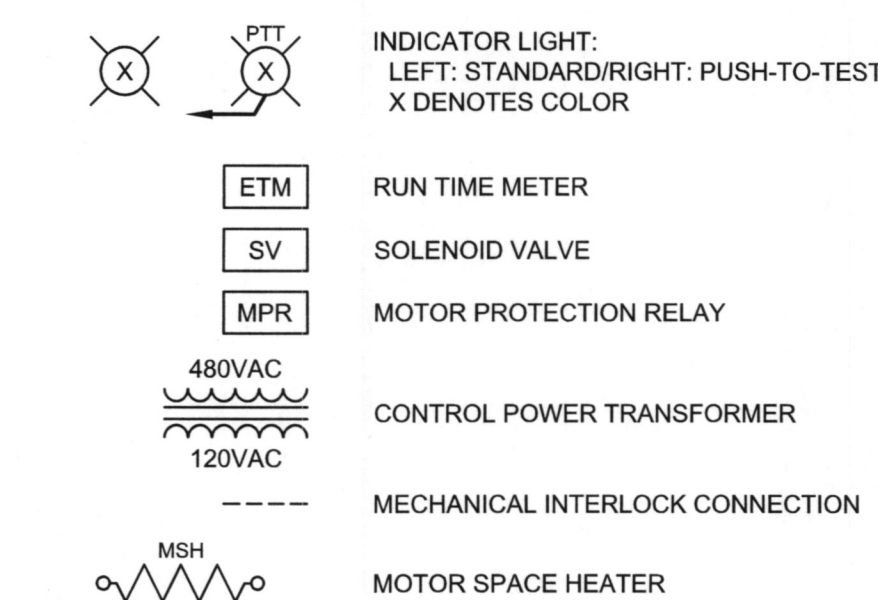 PTT
X X
INDICATOR LIGHT:
LEFT: STANDARD/RIGHT: PUSH-TO-TEST
X DENOTES COLOR
ETM RUN TIME METER
SV SOLENOID VALVE
MPR MOTOR PROTECTION RELAY
480VAC
CONTROL POWER TRANSFORMER
120VAC
MECHANICAL INTERLOCK CONNECTION
MSH
MOTOR SPACE HEATER